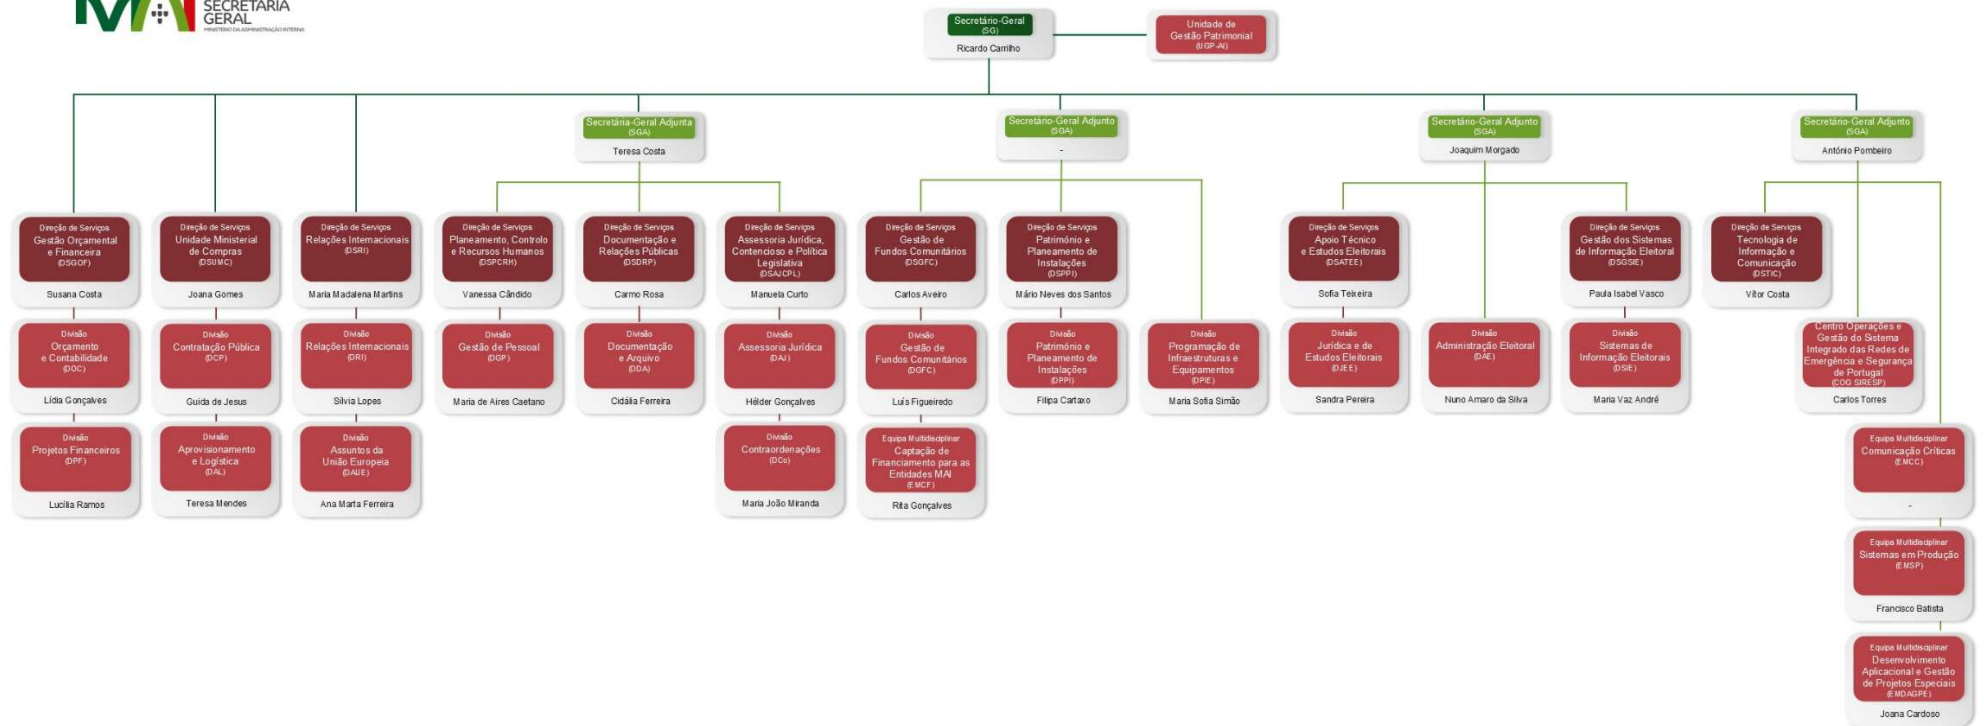 MAI
SECRETARIA
GERAL
MINISTÉRIO DA ADMINISTRAÇÃO INTERNA
Secretário-Geral
(SG)
Ricardo Carrilho
Unidade de
Gestão Patrimonial
(UGP-AI)
Secretária-Geral Adjunta
(SGA)
Teresa Costa
Secretário-Geral Adjunto
(SGA)
-
Secretário-Geral Adjunto
(SGA)
Joaquim Morgado
Secretário-Geral Adjunto
(SGA)
António Pombeiro
Direção de Serviços
Gestão Orçamental
e Financeira
(DSGOF)
Susana Costa
Direção de Serviços
Unidade Ministerial
de Compras
(DSUMC)
Joana Gomes
Direção de Serviços
Relações Internacionais
(DSRI)
Maria Madalena Martins
Direção de Serviços
Planeamento, Controlo
e Recursos Humanos
(DSPCRH)
Vanessa Cândido
Direção de Serviços
Documentação e
Relações Públicas
(DSDRP)
Carmo Rosa
Direção de Serviços
Assessoria Jurídica,
Contencioso e Política
Legislativa
(DSAJCPL)
Manuela Curto
Direção de Serviços
Gestão de
Fundos Comunitários
(DSGFC)
Carlos Aveiro
Direção de Serviços
Património e
Planeamento de
Instalações
(DSPPI)
Mário Neves dos Santos
Direção de Serviços
Apoio Técnico
e Estudos Eleitorais
(DSATEE)
Sofia Teixeira
Direção de Serviços
Gestão dos Sistemas
de Informação Eleitoral
(DSGSIE)
Paula Isabel Vasco
Direção de Serviços
Tecnologia de
Informação e
Comunicação
(DSTIC)
Vítor Costa
Divisão
Orçamento
e Contabilidade
(DOC)
Lídia Gonçalves
Divisão
Contratação Pública
(DCP)
Guida de Jesus
Divisão
Relações Internacionais
(DRI)
Sílvia Lopes
Divisão
Gestão de Pessoal
(DGP)
Maria de Aires Caetano
Divisão
Documentação
e Arquivo
(DDA)
Cidália Ferreira
Divisão
Assessoria Jurídica
(DAJ)
Hélder Gonçalves
Divisão
Gestão de
Fundos Comunitários
(DGFC)
Luís Figueiredo
Divisão
Património e
Planeamento de
Instalações
(DPPI)
Filipa Cartaxo
Divisão
Programação de
Infraestruturas e
Equipamentos
(DPIE)
Maria Sofia Simão
Divisão
Jurídica e de
Estudos Eleitorais
(DJEE)
Sandra Pereira
Divisão
Administração Eleitoral
(DAE)
Nuno Amaro da Silva
Divisão
Sistemas de
Informação Eleitorais
(DSIE)
Maria Vaz André
Centro Operações e
Gestão do Sistema
Integrado das Redes de
Emergência e Segurança
de Portugal
(COG SIRESP)
Carlos Torres
Divisão
Projetos Financeiros
(DPF)
Lucília Ramos
Divisão
Aprovisionamento
e Logística
(DAL)
Teresa Mendes
Divisão
Assuntos da
União Europeia
(DAUE)
Ana Marta Ferreira
Divisão
Contraordenações
(DCo)
Maria João Miranda
Equipa Multidisciplinar
Captação de
Financiamento para as
Entidades MAI
(EMCF)
Rita Gonçalves
Equipa Multidisciplinar
Comunicação Críticas
(EMCC)
-
Equipa Multidisciplinar
Sistemas em Produção
(EMSP)
Francisco Batista
Equipa Multidisciplinar
Desenvolvimento
Aplicacional e Gestão
de Projetos Especiais
(EMDAGPE)
Joana Cardoso